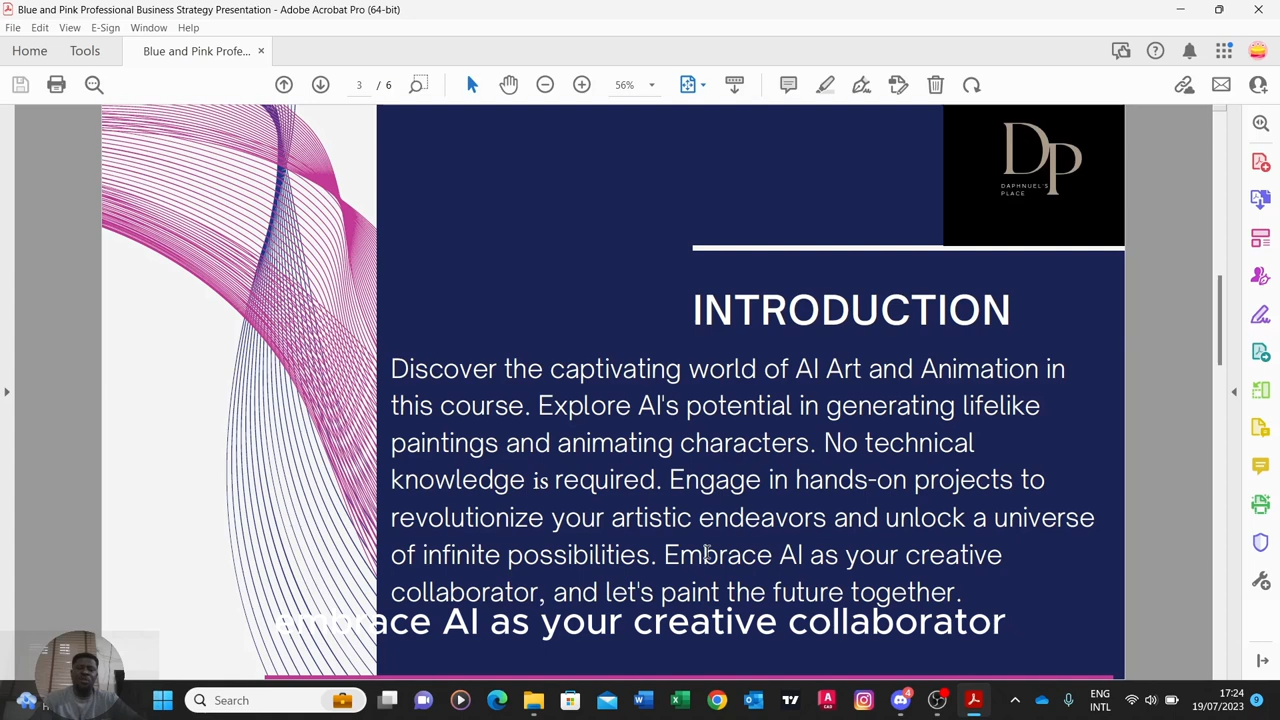 Blue and Pink Professional Business Strategy Presentation - Adobe Acrobat Pro (64-bit)
File Edit View E-Sign Window Help
Home Tools Blue and Pink Profe... ×
3 / 6 56%
DP
DAPHNUEL'S
PLACE
INTRODUCTION
Discover the captivating world of AI Art and Animation in
this course. Explore AI's potential in generating lifelike
paintings and animating characters. No technical
knowledge is required. Engage in hands-on projects to
revolutionize your artistic endeavors and unlock a universe
of infinite possibilities. Embrace AI as your creative
collaborator, and let's paint the future together.
embrace AI as your creative collaborator
Search
ENG
INTL
17:24
19/07/2023